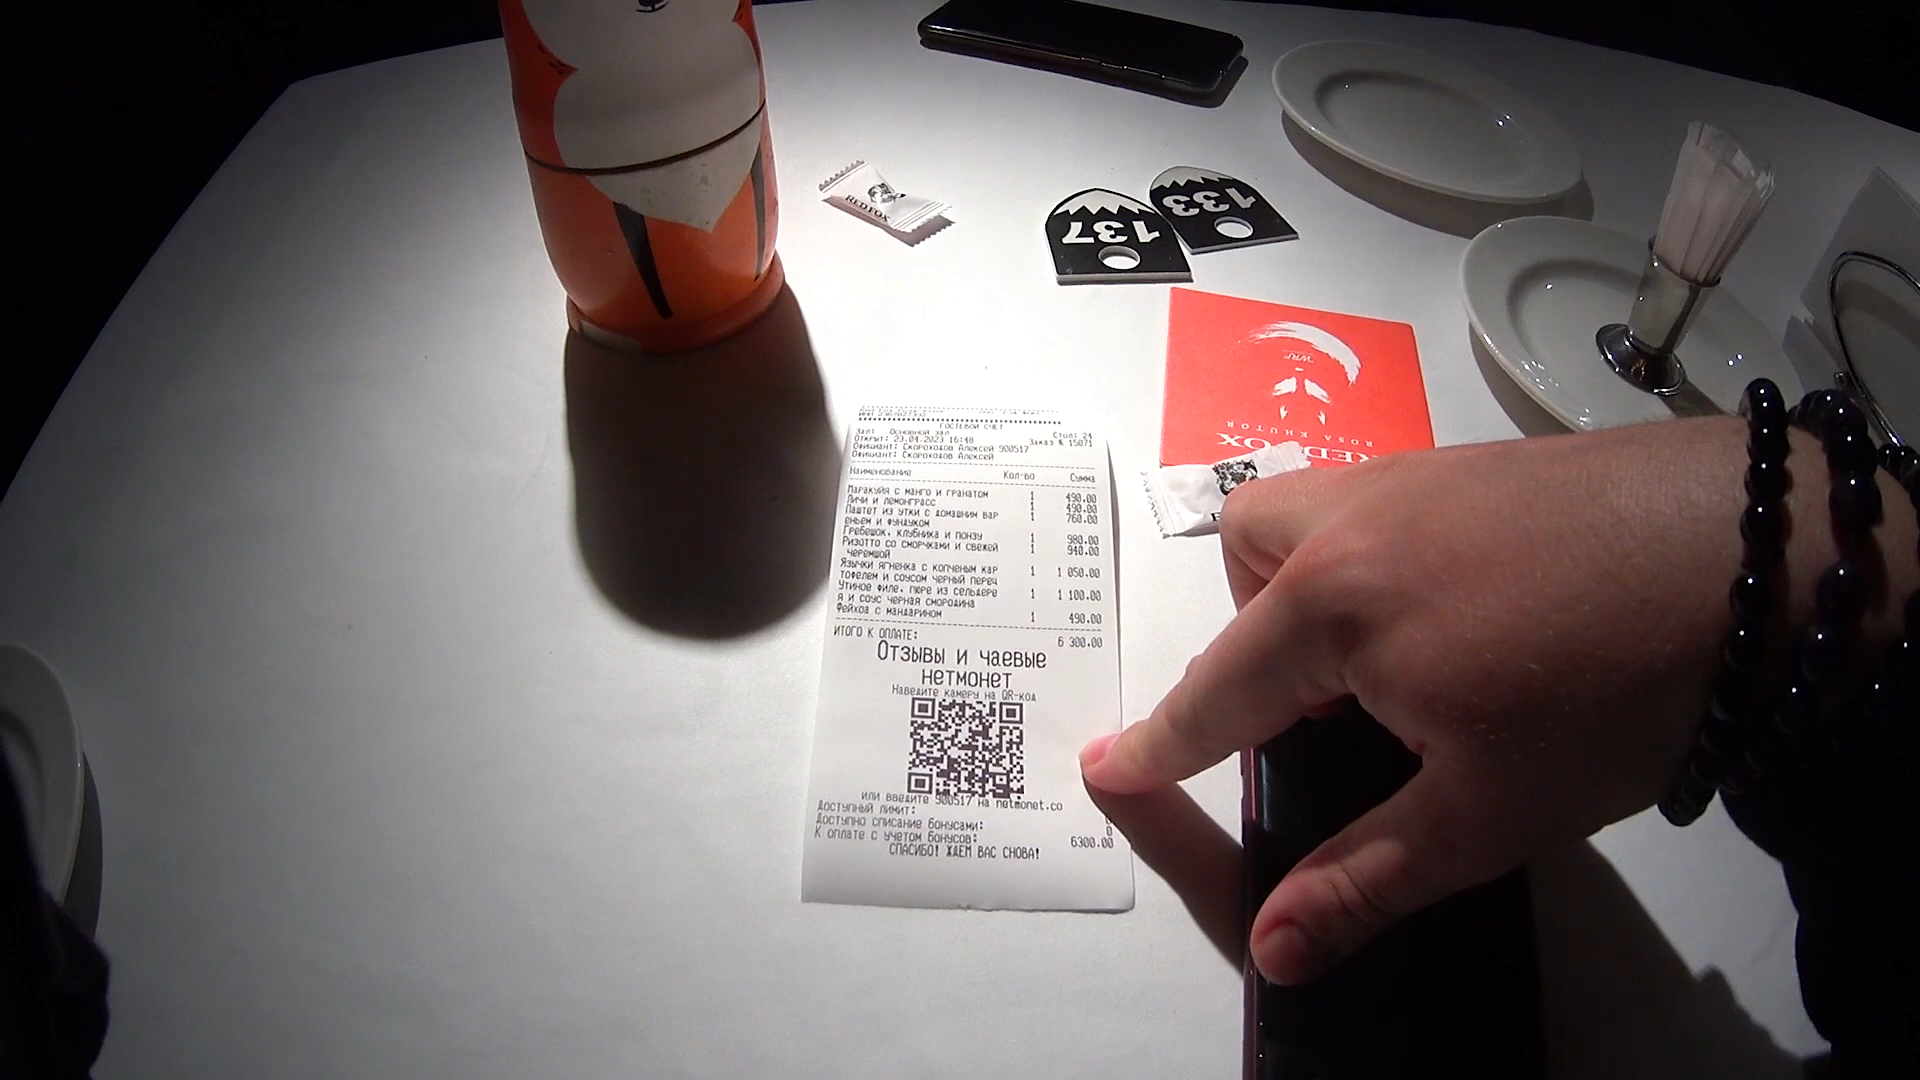 REDFOX
137
133
WRF
ROSA KHUTOR
RED FOX
ГОСТЕВОЙ СЧЕТ
Зал: Основной зал Стол: 24
Открыт: 23.04.2023 16:48 Заказ № 15071
Официант: Скороходов Алексей 900517
Официант: Скороходов Алексей
Наименование Кол-во Сумма
Маракуйя с манго и гранатом 1 490.00
Личи и лемонграсс 1 490.00
Паштет из утки с домашним вар 1 760.00
еньем и фундуком
Гребешок, клубника и понзу 1 980.00
Ризотто со сморчками и свежей 1 940.00
черемшой
Язычки ягненка с копченым кар 1 1 050.00
тофелем и соусом черный перец
Утиное филе, пюре из сельдере 1 1 100.00
я и соус черная смородина
Фейхоа с мандарином 1 490.00
ИТОГО К ОПЛАТЕ: 6 300.00
Отзывы и чаевые
нетмонет
Наведите камеру на QR-код
или введите 900517 на netmonet.co
Доступный лимит: 0
Доступно списание бонусами: 0
К оплате с учетом бонусов: 6300.00
СПАСИБО! ЖДЕМ ВАС СНОВА!